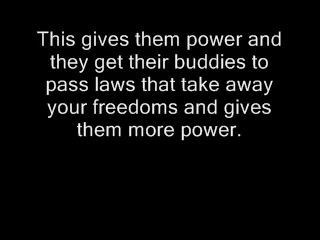 This gives them power and
they get their buddies to
pass laws that take away
your freedoms and gives
them more power.